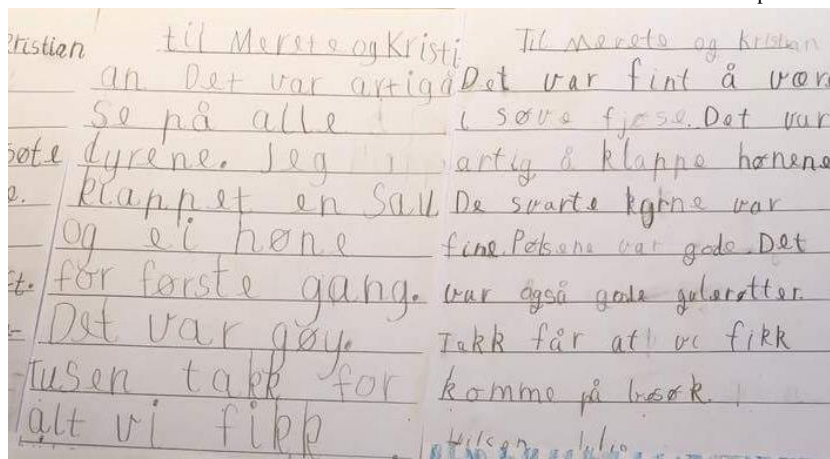 ristian
søte
e.
t.
til Merete og Kristi
an Det var artig å
se på alle
dyrene. Jeg
klappet en Sau
og ei høne
for første gang.
Det var gøy.
Tusen takk for
alt vi fikk
Til Merete og Kristian
Det var fint å være
i søve fjøse. Det var
artig å klappe hønene
De svarte kyrne var
fine. Pølsene var gode. Det
var også gode gulerøtter.
Takk får at vi fikk
komme på besøk.
Hilsen